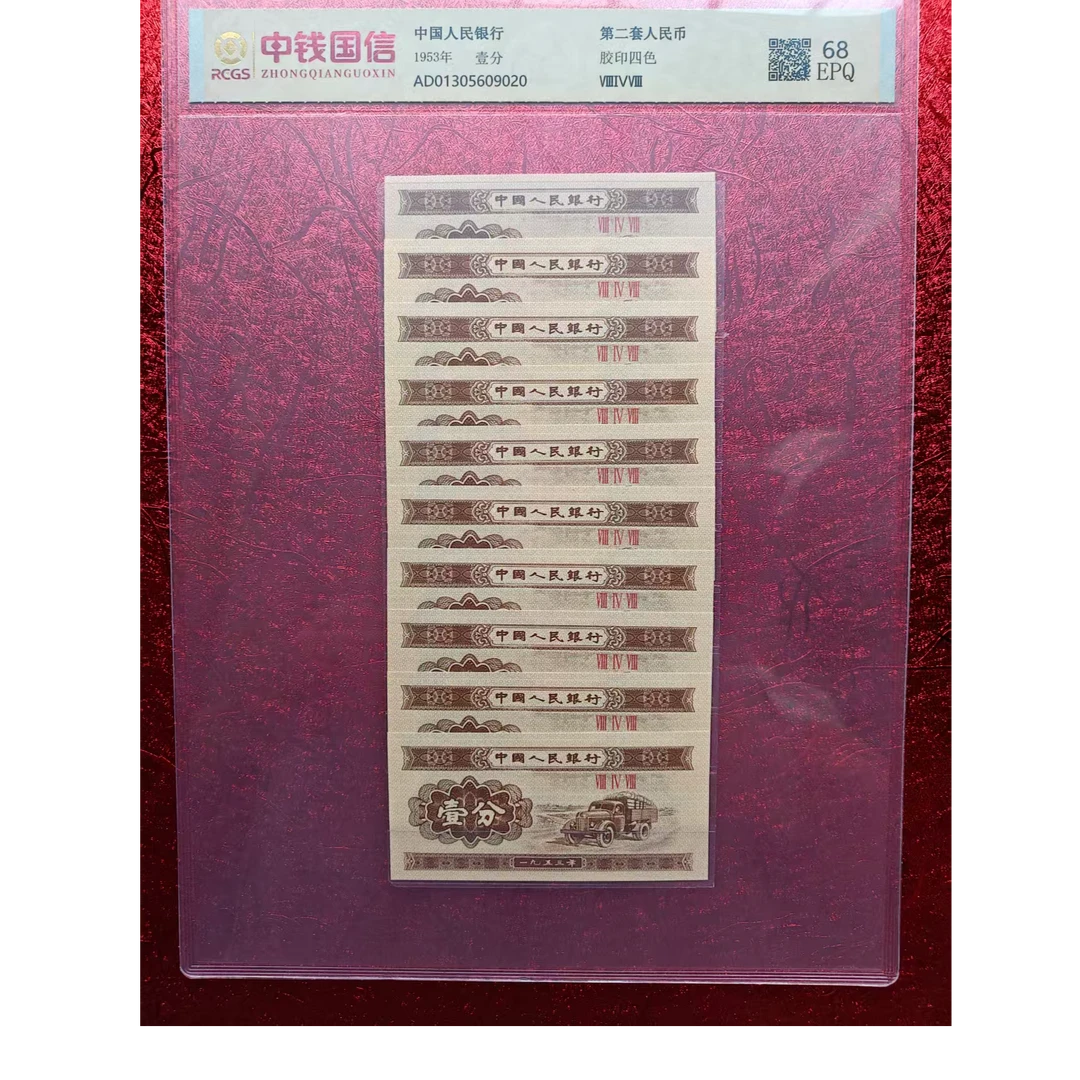 中钱国信
RCGS ZHONGQIANGUOXIN
中国人民银行 第二套人民币
1953年 壹分 胶印四色
AD01305609020 ⅧⅣⅧ
68
EPQ
中國人民銀行
Ⅷ Ⅳ Ⅷ
中國人民銀行
Ⅷ Ⅳ Ⅷ
中國人民銀行
Ⅷ Ⅳ Ⅷ
中國人民銀行
Ⅷ Ⅳ Ⅷ
中國人民銀行
Ⅷ Ⅳ Ⅷ
中國人民銀行
Ⅷ Ⅳ Ⅷ
中國人民銀行
Ⅷ Ⅳ Ⅷ
中國人民銀行
Ⅷ Ⅳ Ⅷ
中國人民銀行
Ⅷ Ⅳ Ⅷ
中國人民銀行
Ⅷ Ⅳ Ⅷ
壹分
一九五三年